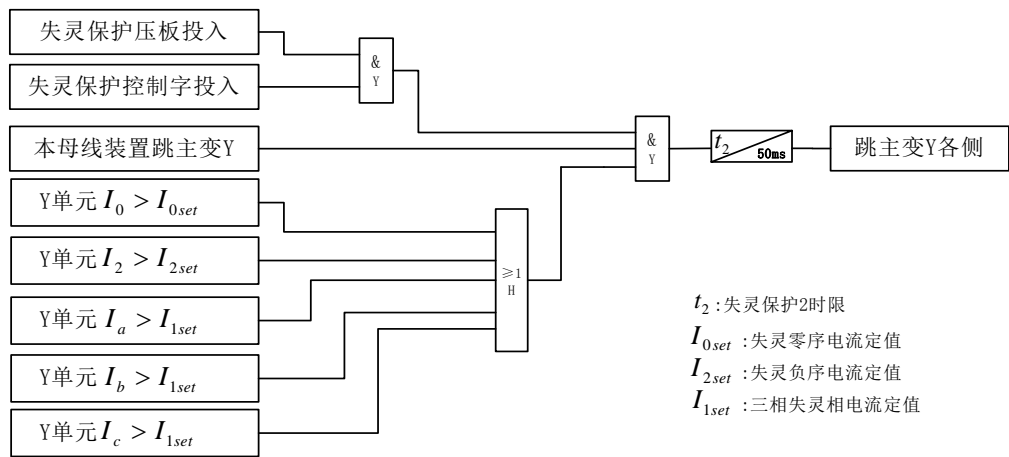 失灵保护压板投入
&
Y
失灵保护控制字投入
本母线装置跳主变Y
&
Y
t₂
50ms
跳主变Y各侧
Y单元 I₀ > I₀set
Y单元 I₂ > I₂set
≥1
H
Y单元 Iₐ > I₁set
Y单元 I_b > I₁set
Y单元 I_c > I₁set
t₂ :失灵保护2时限
I₀set :失灵零序电流定值
I₂set :失灵负序电流定值
I₁set :三相失灵相电流定值